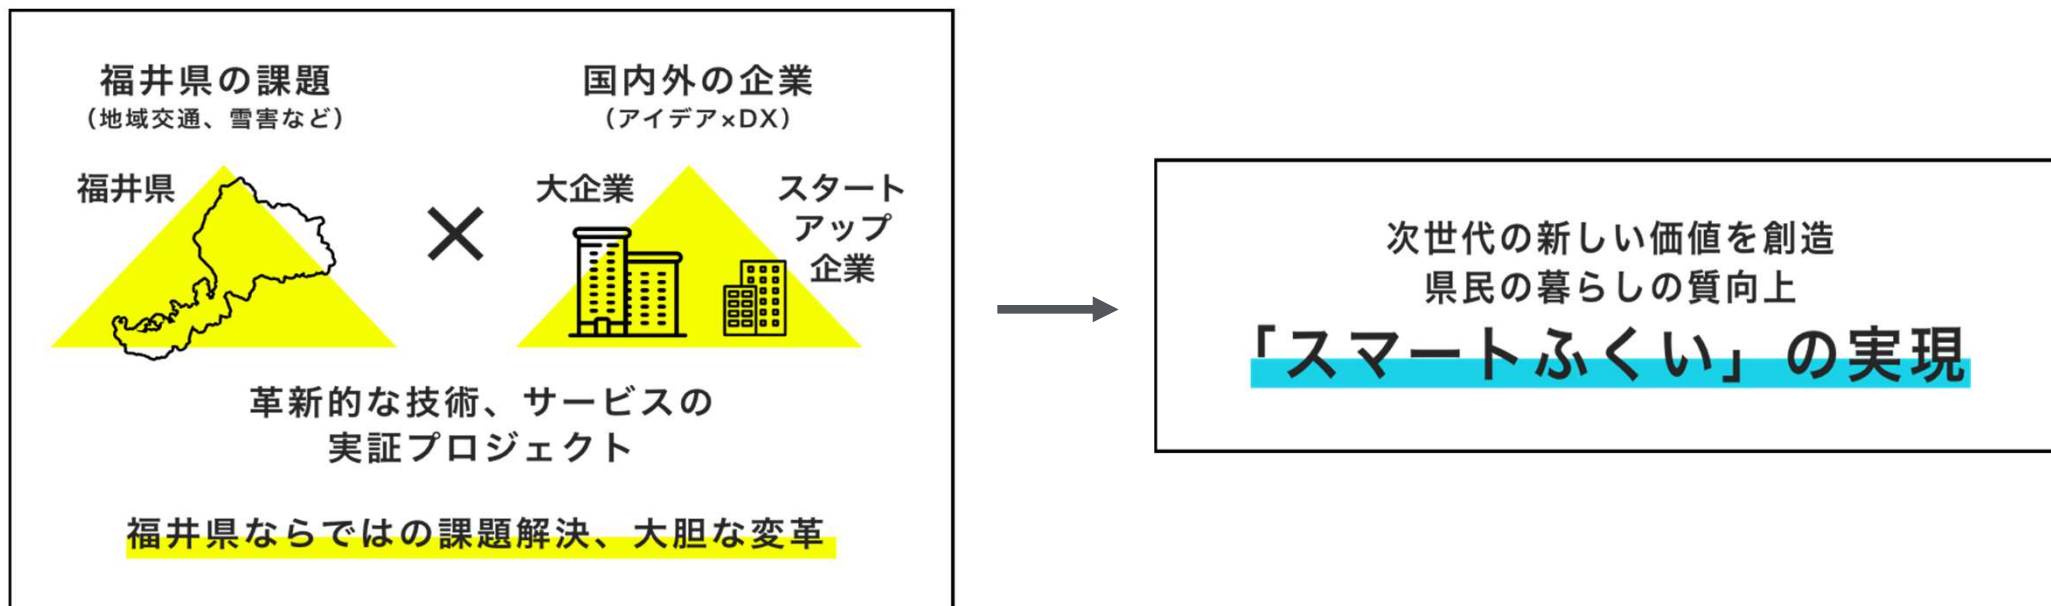 福井県の課題
（地域交通、雪害など）
福井県
×
国内外の企業
（アイデア×DX）
大企業
スタート
アップ
企業
革新的な技術、サービスの
実証プロジェクト
福井県ならではの課題解決、大胆な変革
次世代の新しい価値を創造
県民の暮らしの質向上
「スマートふくい」の実現